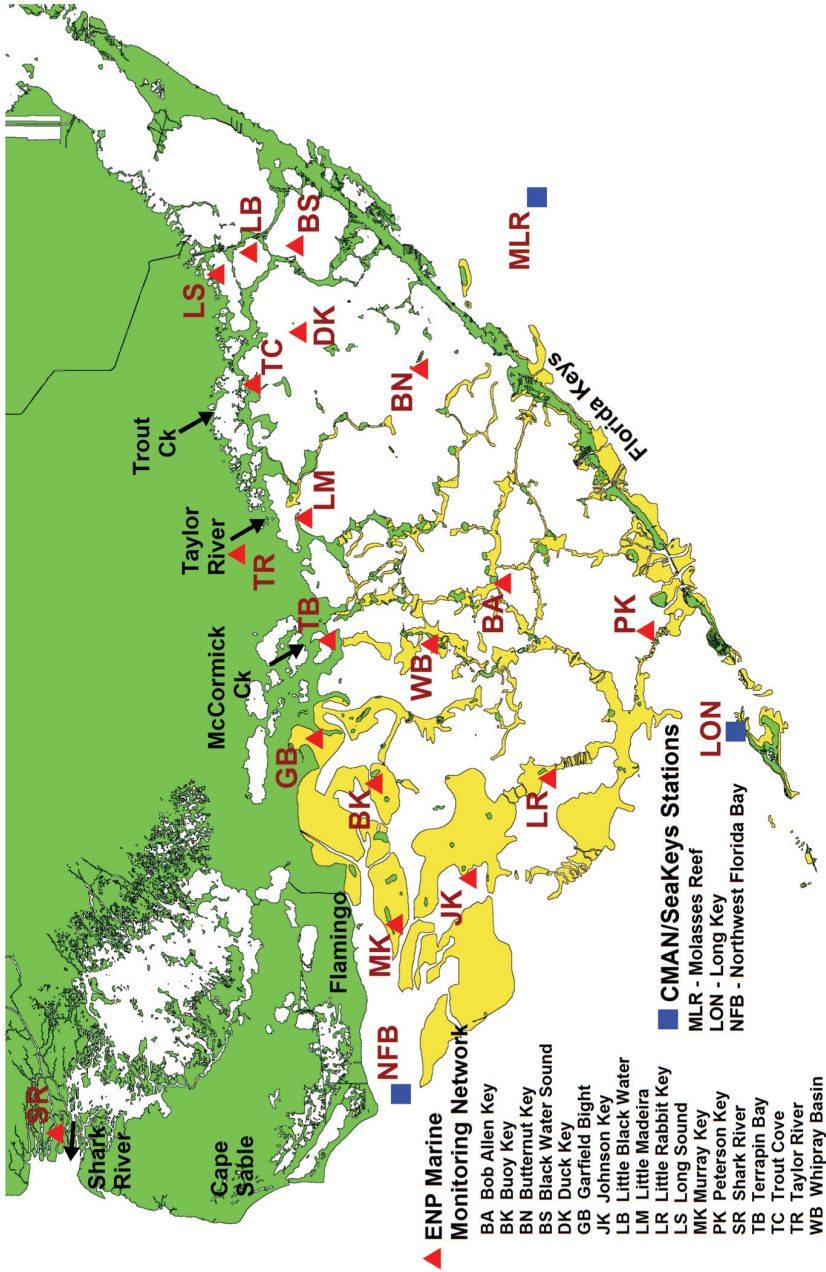 SR
Shark
River
Cape
Sable
Flamingo
McCormick
Ck
Taylor
River
Trout
Ck
TR
TB
LM
TC
LS
LB
BS
DK
BN
BA
WB
GB
BK
MK
JK
LR
PK
NFB
LON
MLR
Florida Keys
ENP Marine
Monitoring Network
BA Bob Allen Key
BK Buoy Key
BN Butternut Key
BS Black Water Sound
DK Duck Key
GB Garfield Bight
JK Johnson Key
LB Little Black Water
LM Little Madeira
LR Little Rabbit Key
LS Long Sound
MK Murray Key
PK Peterson Key
SR Shark River
TB Terrapin Bay
TC Trout Cove
TR Taylor River
WB Whipray Basin
CMAN/SeaKeys Stations
MLR - Molasses Reef
LON - Long Key
NFB - Northwest Florida Bay